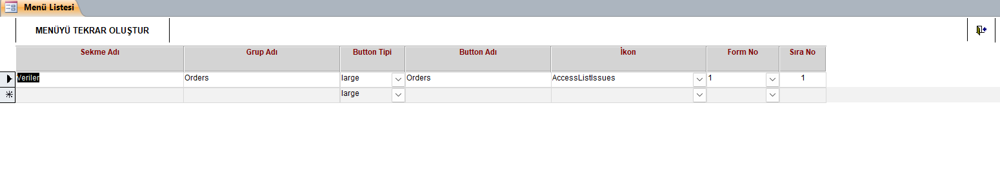 Menü Listesi
MENÜYÜ TEKRAR OLUŞTUR
Sekme Adı Grup Adı Button Tipi Button Adı İkon Form No Sıra No
Veriler Orders large Orders AccessListIssues 1 1
large